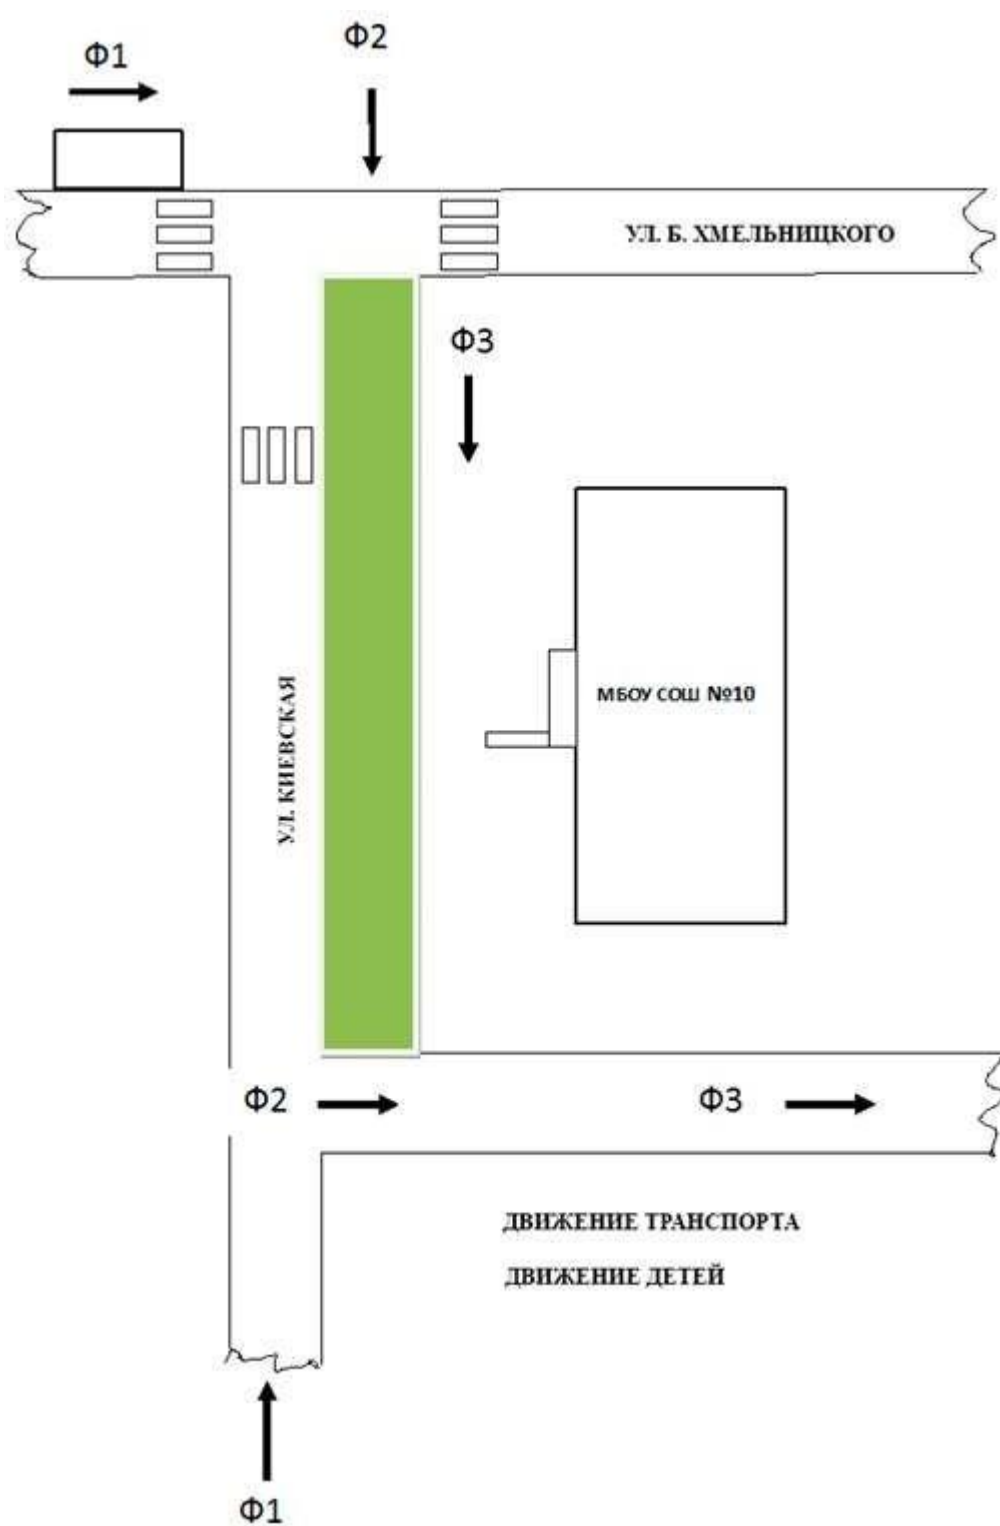 Ф1
Ф2
УЛ. Б. ХМЕЛЬНИЦКОГО
Ф3
МБОУ СОШ №10
УЛ. КИЕВСКАЯ
Ф2
Ф3
ДВИЖЕНИЕ ТРАНСПОРТА
ДВИЖЕНИЕ ДЕТЕЙ
Ф1